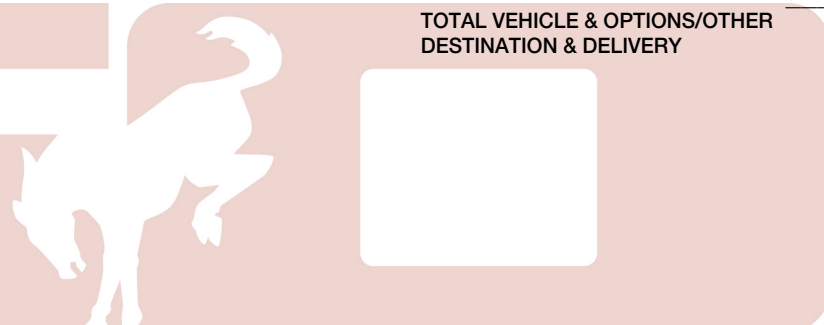 TOTAL VEHICLE & OPTIONS/OTHER
DESTINATION & DELIVERY